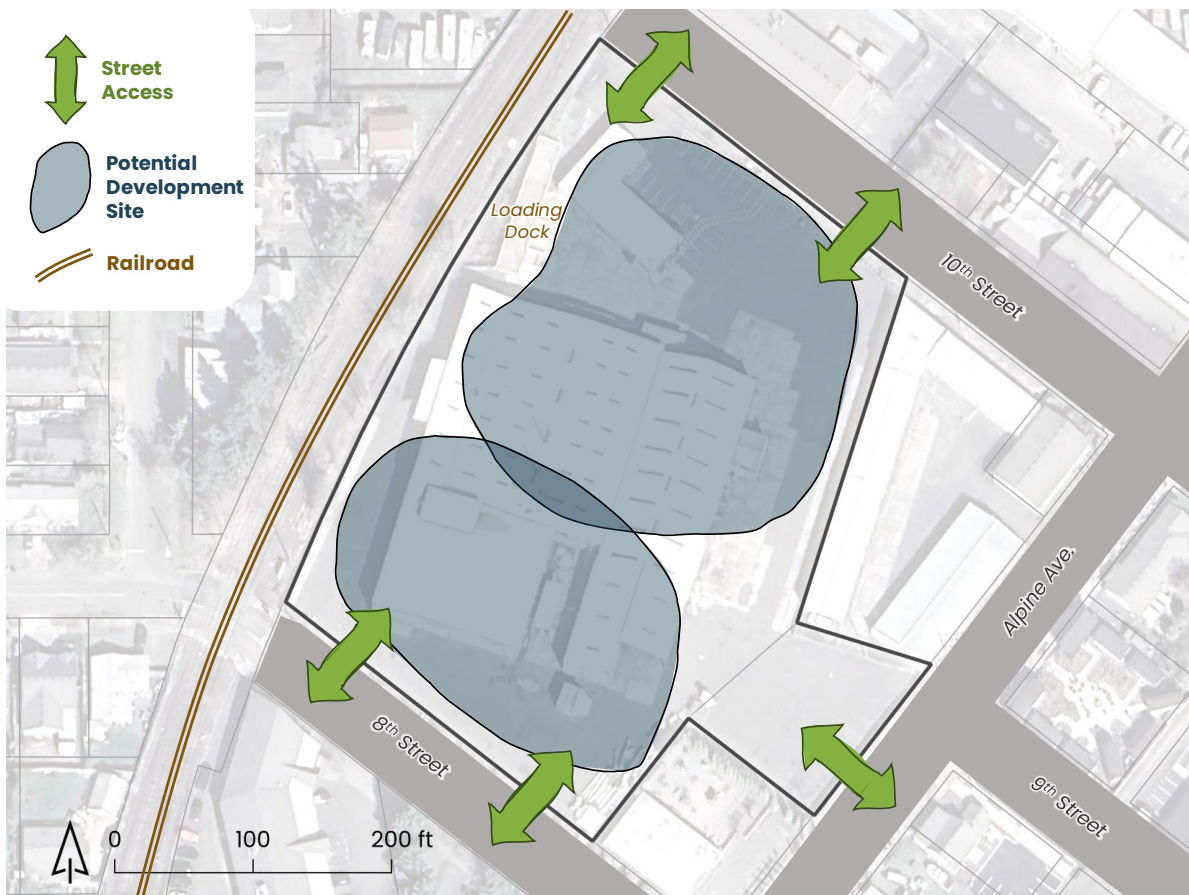 Street
Access
Potential
Development
Site
Railroad
Loading
Dock
10th Street
Alpine Ave.
8th Street
9th Street
0 100 200 ft